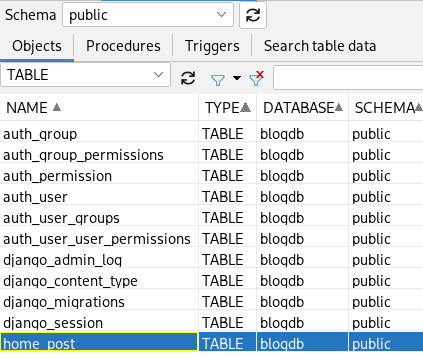 Schema public
Objects Procedures Triggers Search table data
TABLE
NAME TYPE DATABASE SCHEMA
auth_group TABLE blogdb public
auth_group_permissions TABLE blogdb public
auth_permission TABLE blogdb public
auth_user TABLE blogdb public
auth_user_groups TABLE blogdb public
auth_user_user_permissions TABLE blogdb public
django_admin_log TABLE blogdb public
django_content_type TABLE blogdb public
django_migrations TABLE blogdb public
django_session TABLE blogdb public
home_post TABLE blogdb public